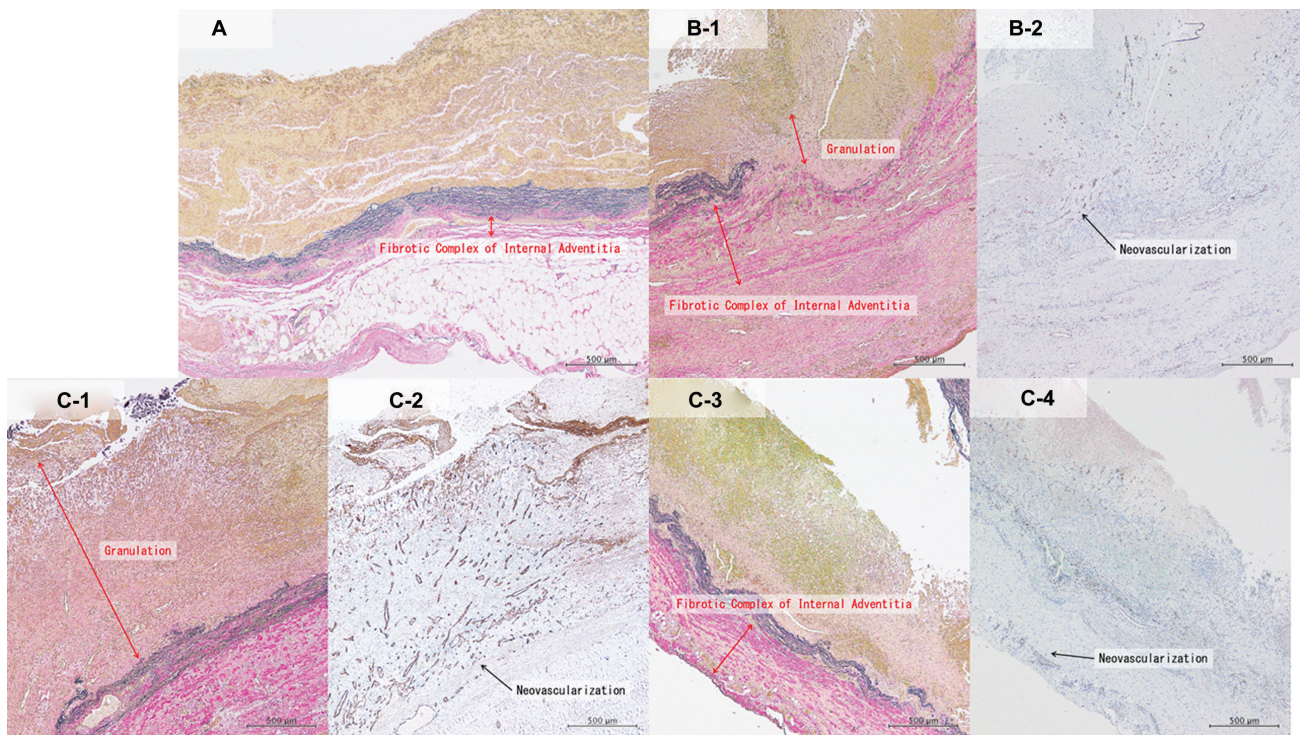 A
B-1
B-2
Granulation
Fibrotic Complex of Internal Adventitia
Neovascularization
Fibrotic Complex of Internal Adventitia
500 µm
500 µm
500 µm
C-1
C-2
C-3
C-4
Granulation
Fibrotic Complex of Internal Adventitia
Neovascularization
Neovascularization
500 µm
500 µm
500 µm
500 µm